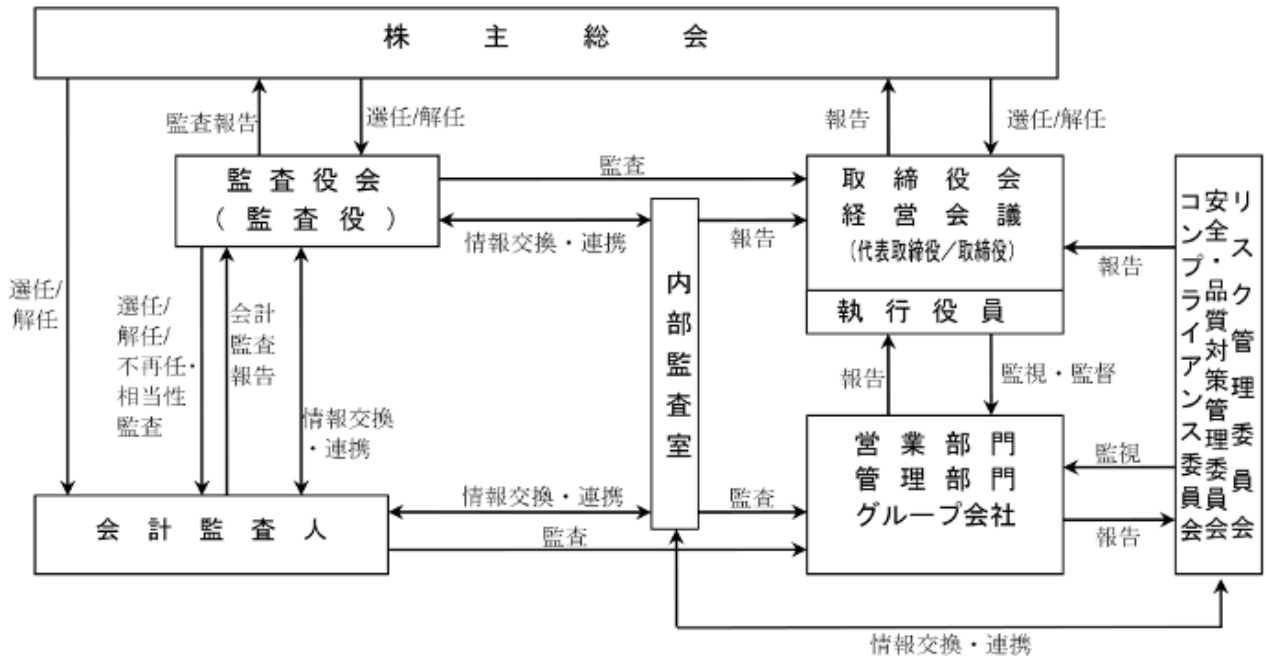 株主総会
監査報告
選任/解任
報告
選任/解任
監査役会
(監査役)
監査
取締役会
経営会議
(代表取締役/取締役)
執行役員
情報交換・連携
報告
報告
選任/
解任
選任/
解任/
不再任・
相当性
監査
会計
監査
報告
情報交換
・連携
内部監査室
報告
監視・監督
営業部門
管理部門
グループ会社
監視
報告
リスク管理委員会
安全・品質対策管理委員会
コンプライアンス委員会
会計監査人
情報交換・連携
監査
監査
情報交換・連携